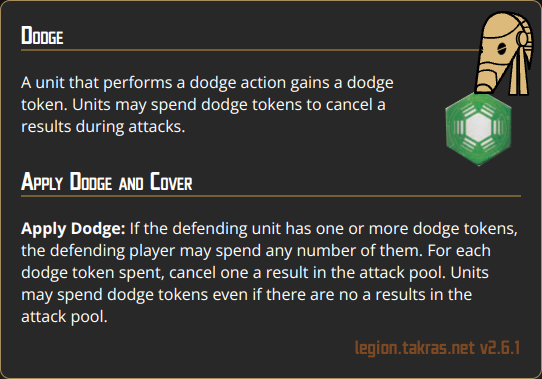 Dodge
A unit that performs a dodge action gains a dodge
token. Units may spend dodge tokens to cancel a
results during attacks.
Apply Dodge and Cover
Apply Dodge: If the defending unit has one or more dodge tokens,
the defending player may spend any number of them. For each
dodge token spent, cancel one a result in the attack pool. Units
may spend dodge tokens even if there are no a results in the
attack pool.
legion.takras.net v2.6.1